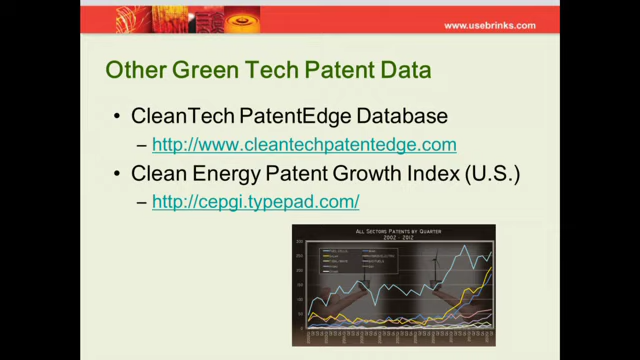 www.usebrinks.com
Other Green Tech Patent Data
• CleanTech PatentEdge Database
– http://www.cleantechpatentedge.com
• Clean Energy Patent Growth Index (U.S.)
– http://cepgi.typepad.com/
ALL SECTORS PATENTS BY QUARTER
2002 - 2012